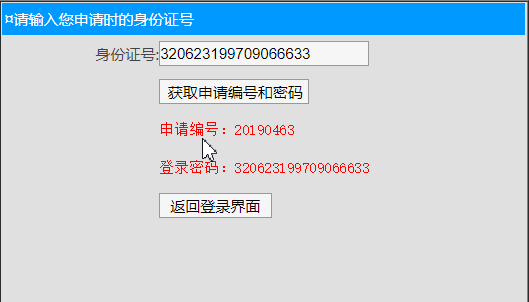 ¤请输入您申请时的身份证号
身份证号:320623199709066633
获取申请编号和密码
申请编号：20190463
登录密码：320623199709066633
返回登录界面